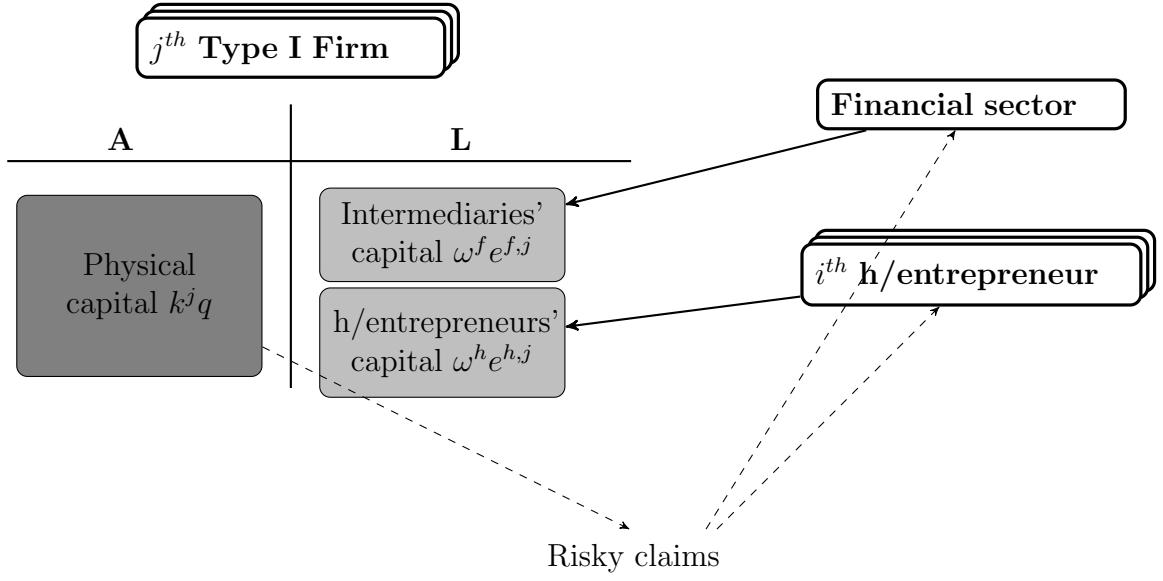 j^{th} Type I Firm
A
L
Financial sector
Intermediaries'
capital ω^f e^{f,j}
i^{th} h/entrepreneur
Physical
capital k^j q
h/entrepreneurs'
capital ω^h e^{h,j}
Risky claims